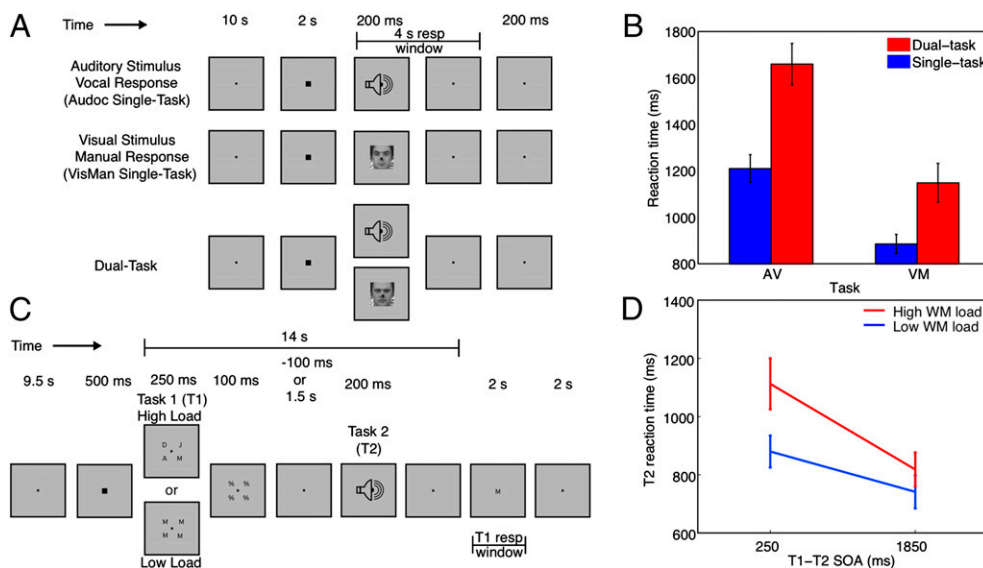 A
Time
10 s
2 s
200 ms
200 ms
4 s resp
window
Auditory Stimulus
Vocal Response
(Audoc Single-Task)
Visual Stimulus
Manual Response
(VisMan Single-Task)
Dual-Task
B
Reaction time (ms)
1800
1600
1400
1200
1000
800
Dual-task
Single-task
AV
VM
Task
C
Time
14 s
9.5 s
500 ms
250 ms
100 ms
-100 ms
or
1.5 s
200 ms
2 s
2 s
Task 1 (T1)
High Load
D J
A M
or
M M
M M
Low Load
% %
% %
Task 2
(T2)
M
T1 resp
window
D
T2 reaction time (ms)
1400
1200
1000
800
600
High WM load
Low WM load
250
1850
T1-T2 SOA (ms)